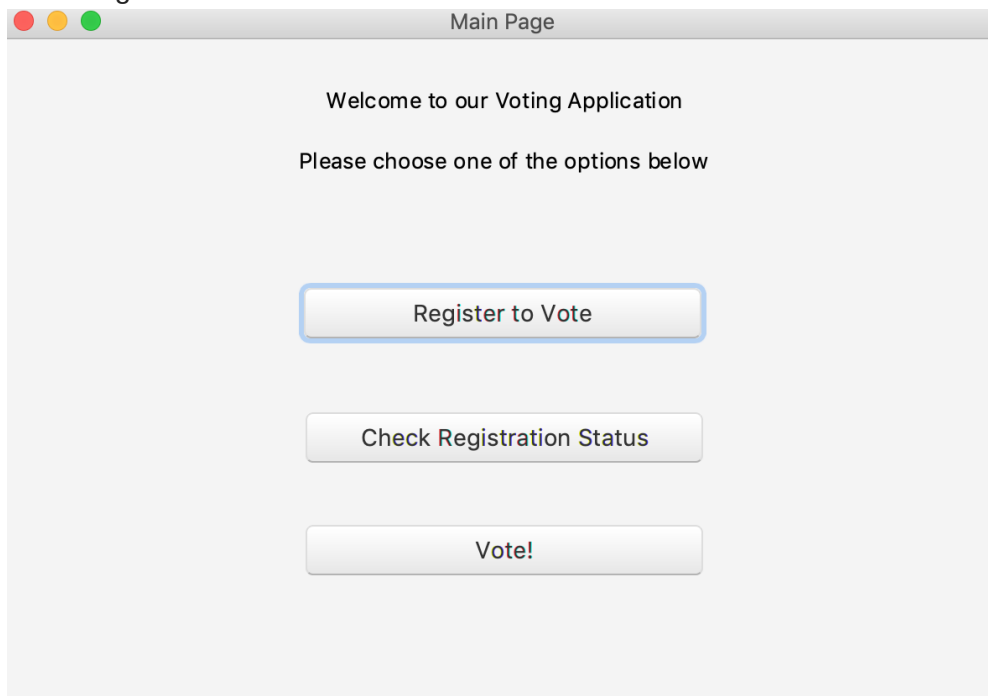 Main Page
Welcome to our Voting Application
Please choose one of the options below
Register to Vote
Check Registration Status
Vote!